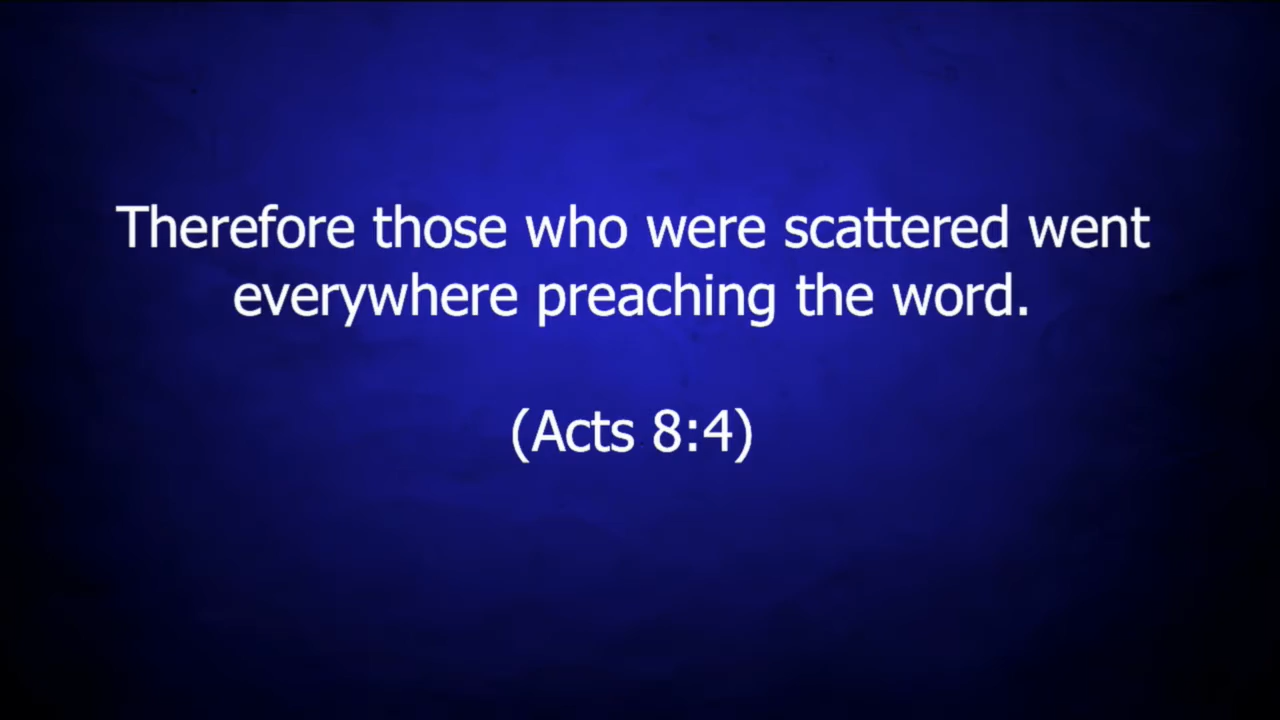 Therefore those who were scattered went
everywhere preaching the word.
(Acts 8:4)